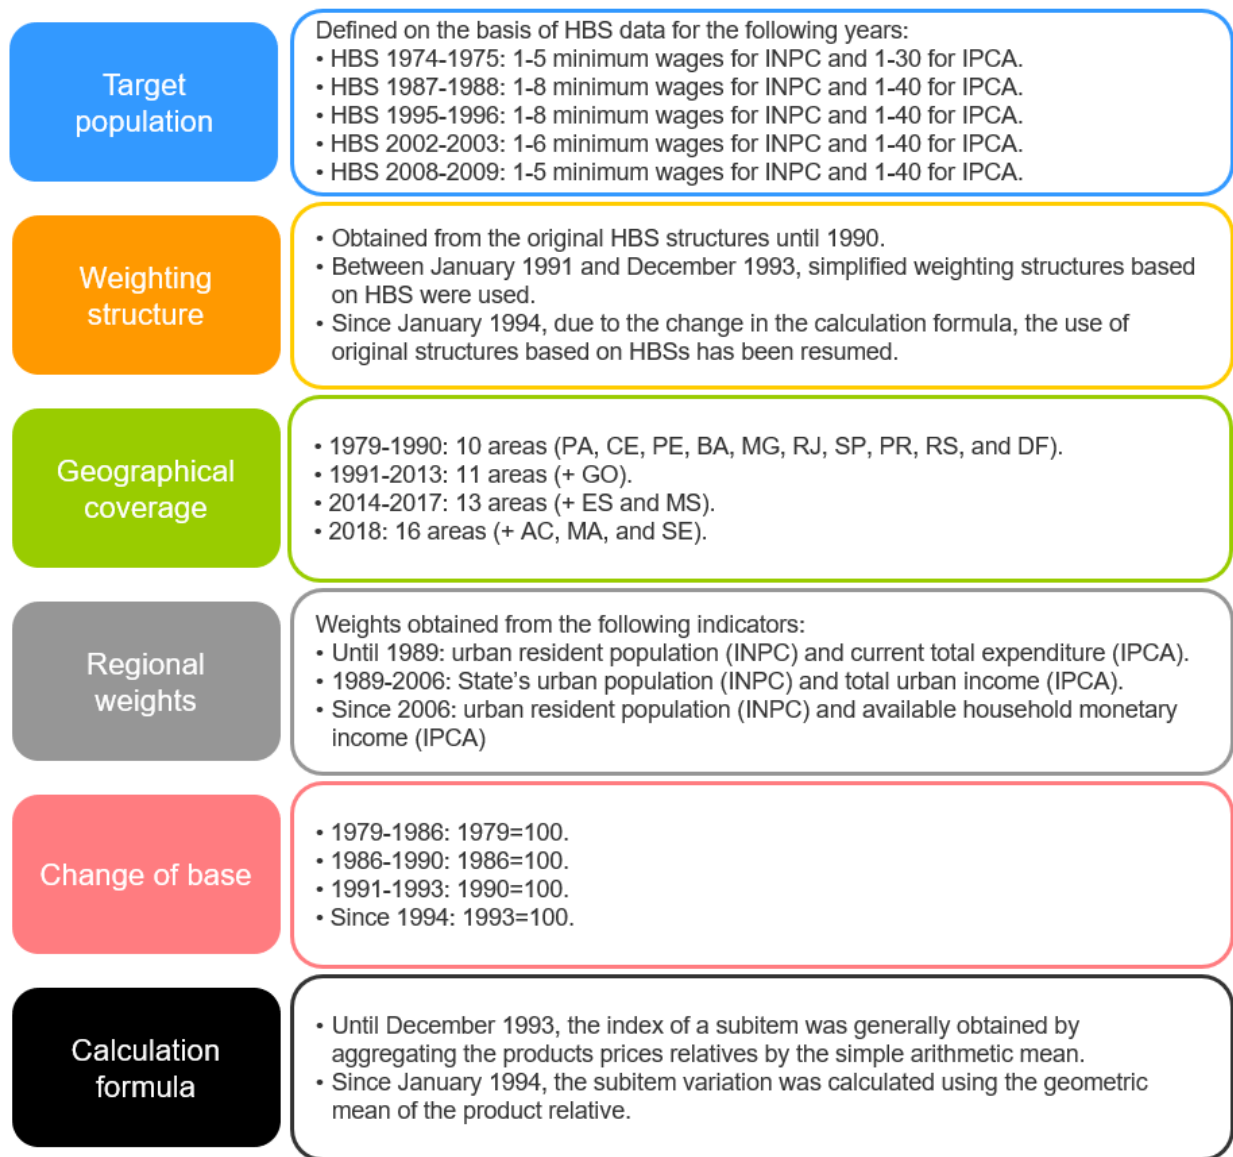 Target
population
Defined on the basis of HBS data for the following years:
• HBS 1974-1975: 1-5 minimum wages for INPC and 1-30 for IPCA.
• HBS 1987-1988: 1-8 minimum wages for INPC and 1-40 for IPCA.
• HBS 1995-1996: 1-8 minimum wages for INPC and 1-40 for IPCA.
• HBS 2002-2003: 1-6 minimum wages for INPC and 1-40 for IPCA.
• HBS 2008-2009: 1-5 minimum wages for INPC and 1-40 for IPCA.
Weighting
structure
• Obtained from the original HBS structures until 1990.
• Between January 1991 and December 1993, simplified weighting structures based
on HBS were used.
• Since January 1994, due to the change in the calculation formula, the use of
original structures based on HBSs has been resumed.
Geographical
coverage
• 1979-1990: 10 areas (PA, CE, PE, BA, MG, RJ, SP, PR, RS, and DF).
• 1991-2013: 11 areas (+ GO).
• 2014-2017: 13 areas (+ ES and MS).
• 2018: 16 areas (+ AC, MA, and SE).
Regional
weights
Weights obtained from the following indicators:
• Until 1989: urban resident population (INPC) and current total expenditure (IPCA).
• 1989-2006: State's urban population (INPC) and total urban income (IPCA).
• Since 2006: urban resident population (INPC) and available household monetary
income (IPCA)
Change of base
• 1979-1986: 1979=100.
• 1986-1990: 1986=100.
• 1991-1993: 1990=100.
• Since 1994: 1993=100.
Calculation
formula
• Until December 1993, the index of a subitem was generally obtained by
aggregating the products prices relatives by the simple arithmetic mean.
• Since January 1994, the subitem variation was calculated using the geometric
mean of the product relative.